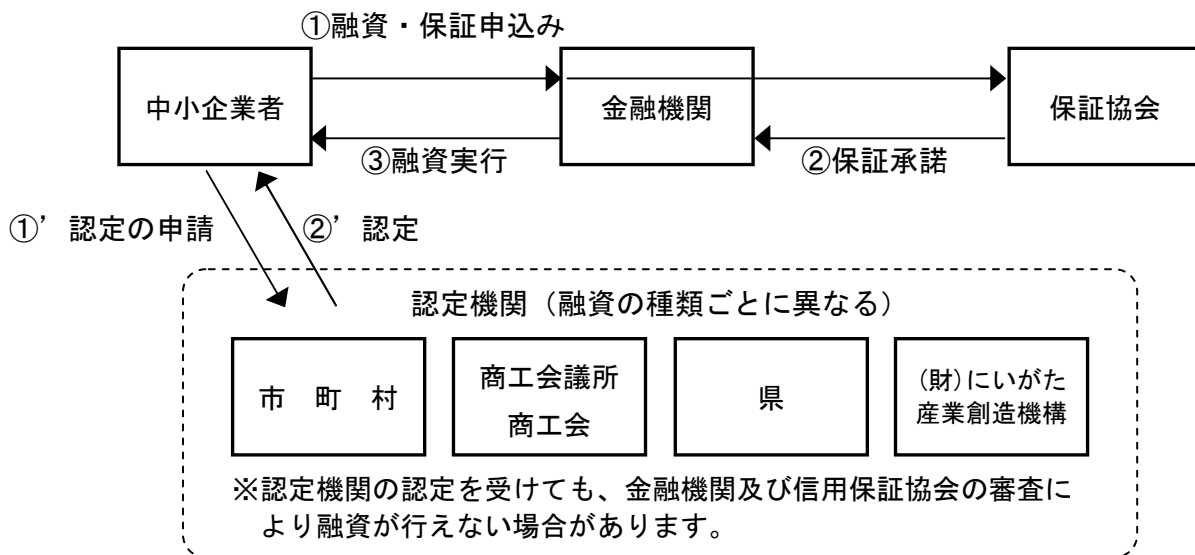 ①融資・保証申込み
中小企業者
金融機関
保証協会
③融資実行
②保証承諾
①’認定の申請
②’認定
認定機関（融資の種類ごとに異なる）
市　町　村
商工会議所
商工会
県
(財)にいがた
産業創造機構
※認定機関の認定を受けても、金融機関及び信用保証協会の審査に
より融資が行えない場合があります。